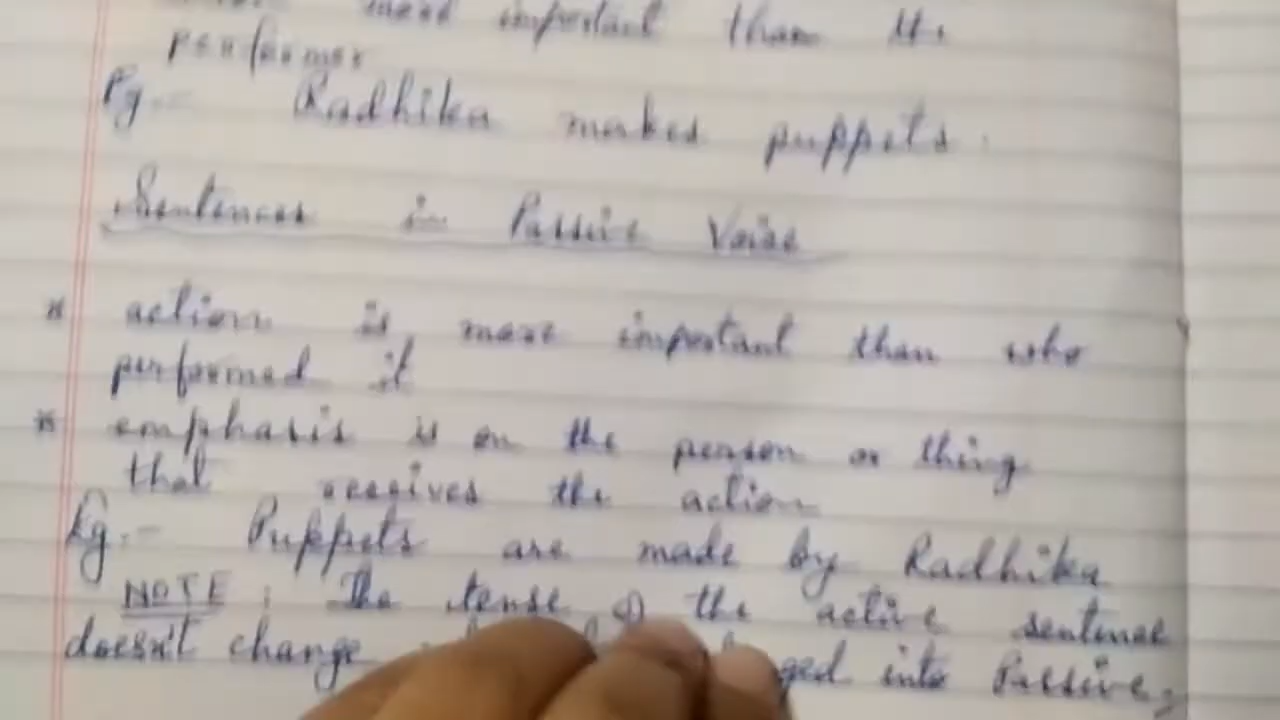 more important than the
performer
Eg.- Radhika makes puppets.
Sentences in Passive Voice
* action is more important than who
performed it
* emphasis is on the person or thing
that receives the action
Eg.- Puppets are made by Radhika
NOTE: The tense of the active sentence
doesn't change into Passive,